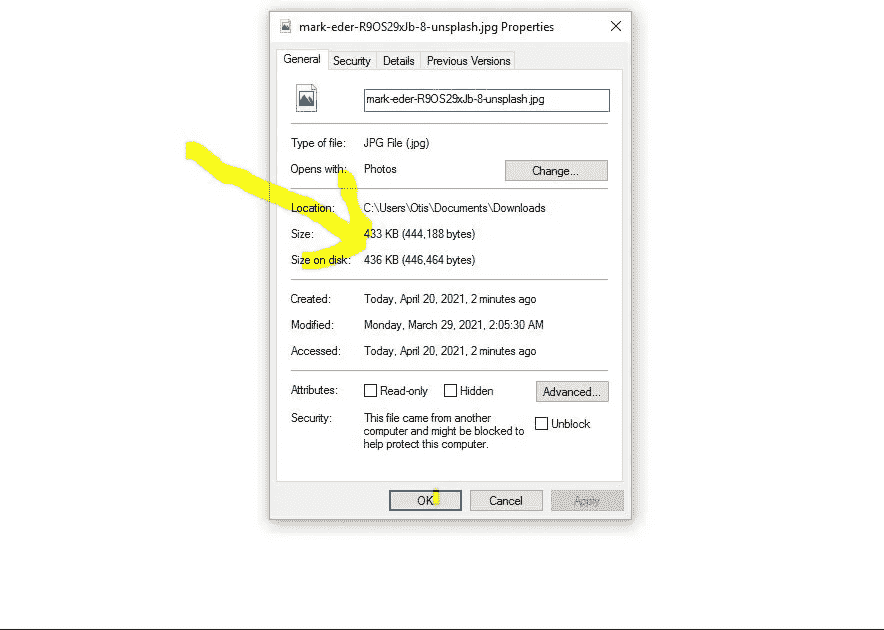 mark-eder-R9OS29xJb-8-unsplash.jpg Properties
General Security Details Previous Versions
mark-eder-R9OS29xJb-8-unsplash.jpg
Type of file: JPG File (.jpg)
Opens with: Photos Change...
Location: C:\Users\Otis\Documents\Downloads
Size: 433 KB (444,188 bytes)
Size on disk: 436 KB (446,464 bytes)
Created: Today, April 20, 2021, 2 minutes ago
Modified: Monday, March 29, 2021, 2:05:30 AM
Accessed: Today, April 20, 2021, 2 minutes ago
Attributes: Read-only Hidden Advanced...
Security: This file came from another
computer and might be blocked to Unblock
help protect this computer.
OK Cancel Apply